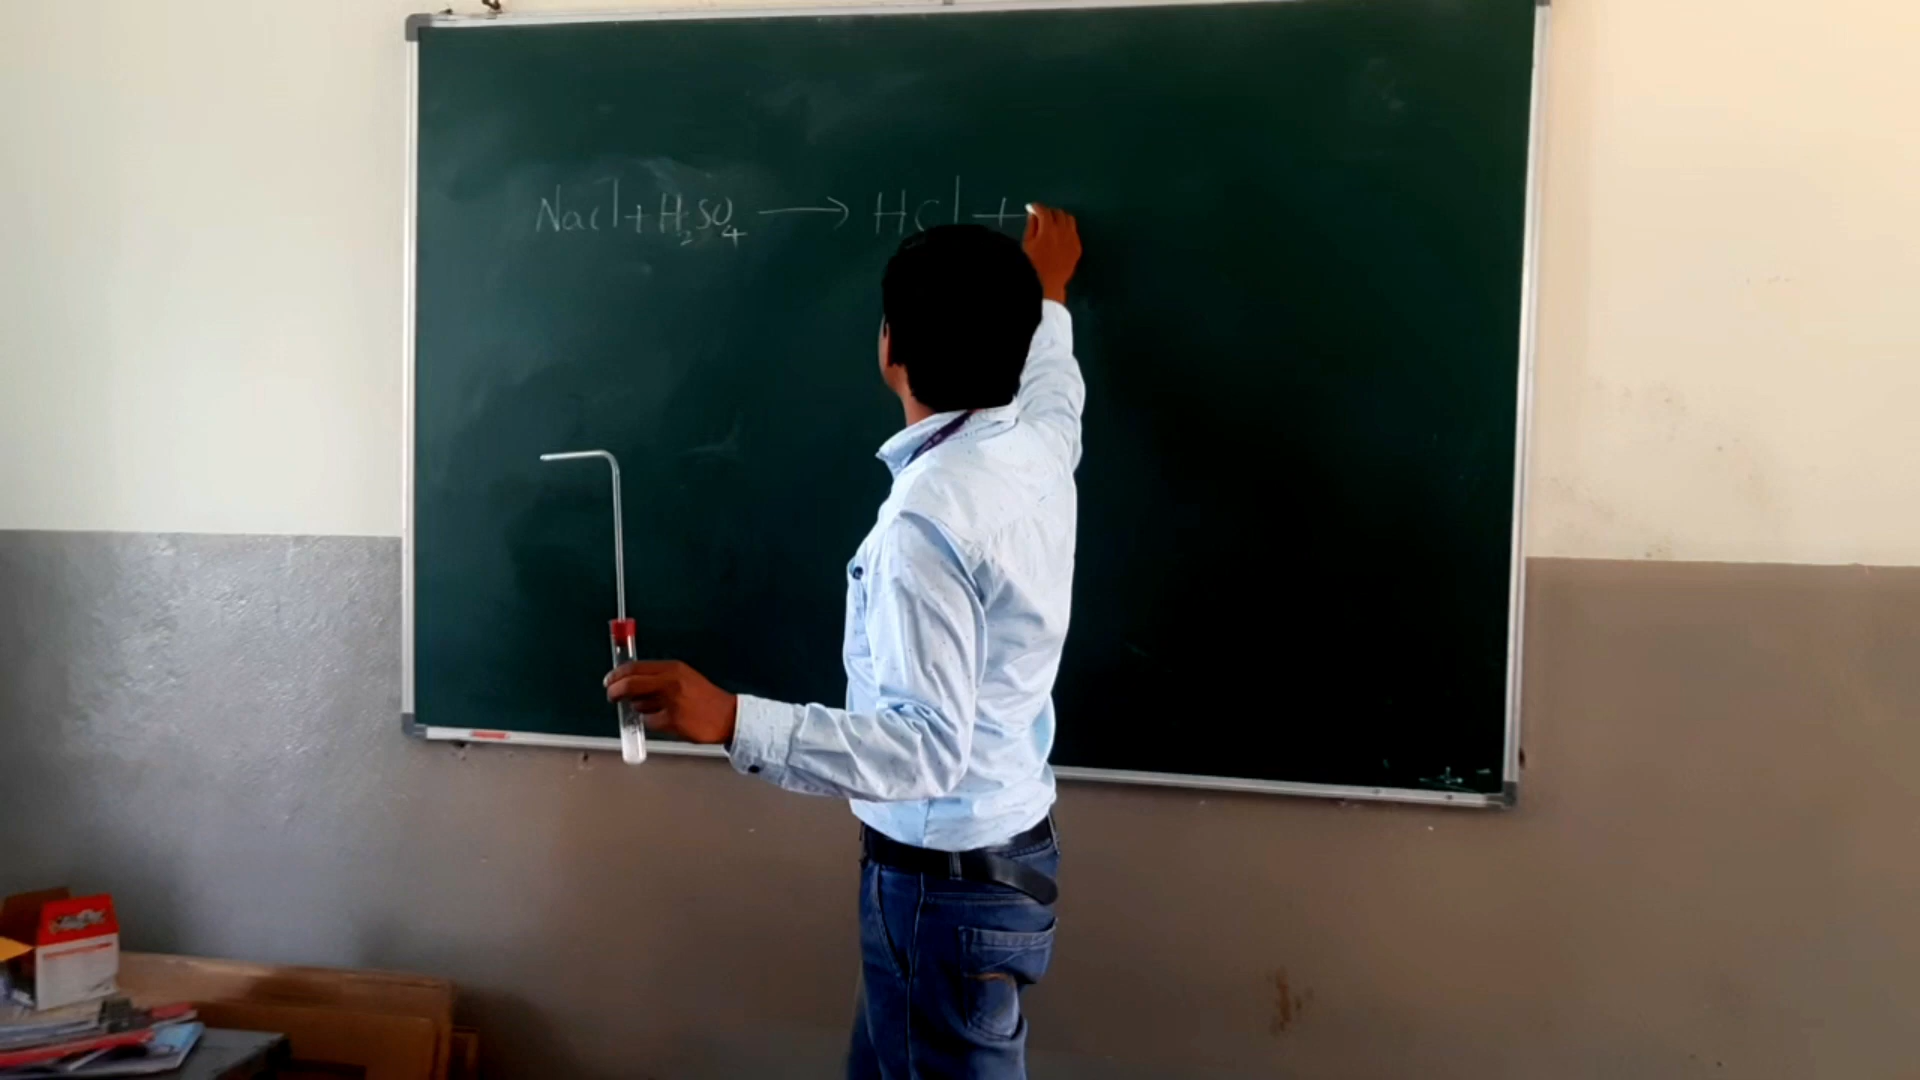 NaCl + H₂SO₄ ⟶ HCl +